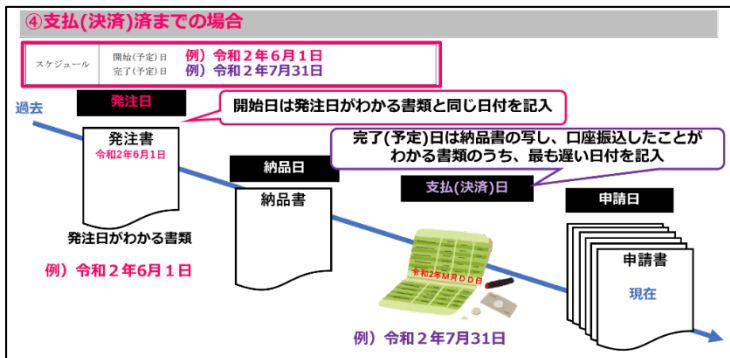 ④支払(決済)済までの場合
スケジュール
開始(予定)日 例）令和２年６月１日
完了(予定)日 例）令和２年7月31日
過去
発注日
開始日は発注日がわかる書類と同じ日付を記入
発注書
令和2年6月1日
完了(予定)日は納品書の写し、口座振込したことが
わかる書類のうち、最も遅い日付を記入
納品日
納品書
支払(決済)日
申請日
発注日がわかる書類
例）令和２年6月１日
令和2年M月DD日
申請書
現在
例）令和２年7月31日